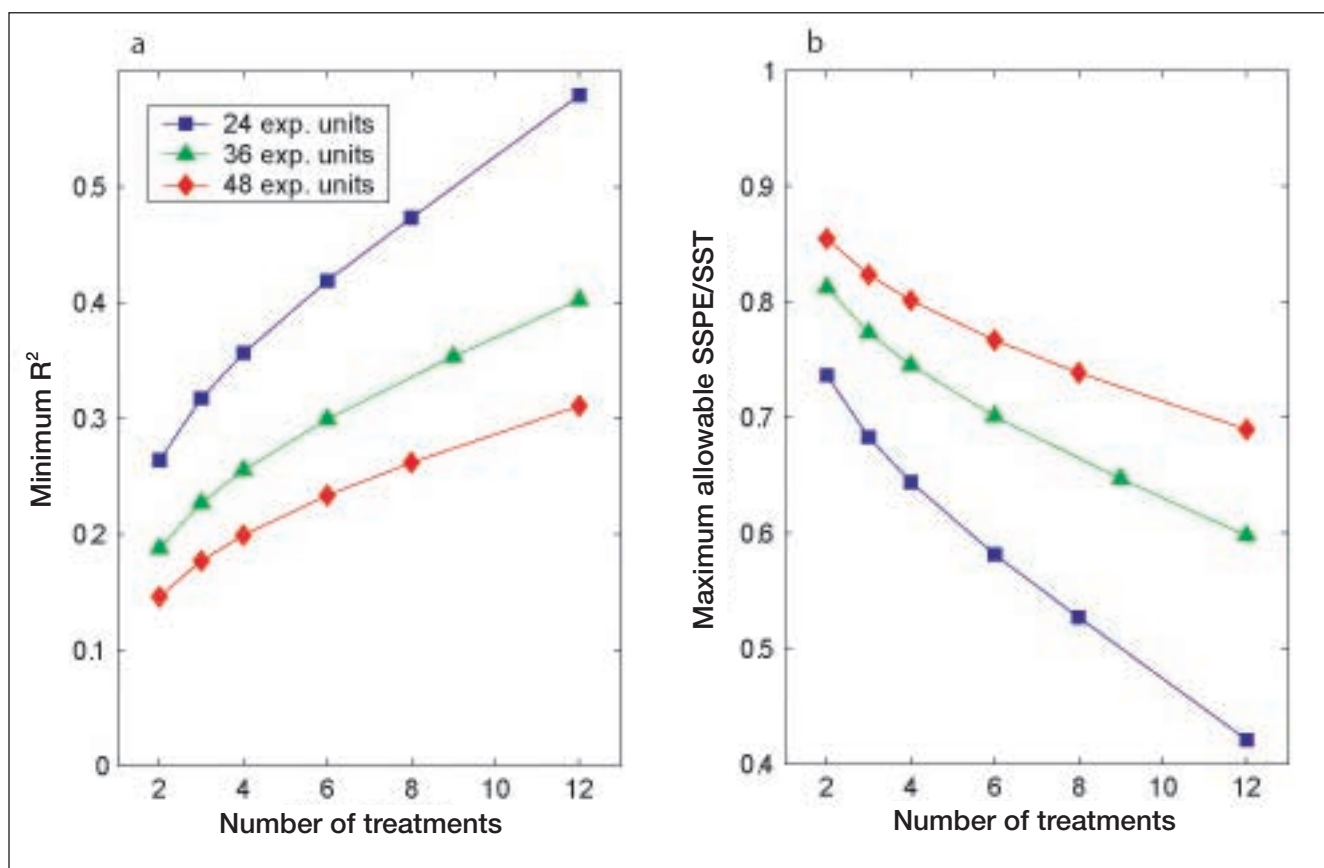 a
Minimum R²
0.5
0.4
0.3
0.2
0.1
0
24 exp. units
36 exp. units
48 exp. units
2 4 6 8 10 12
Number of treatments
b
Maximum allowable SSPE/SST
1
0.9
0.8
0.7
0.6
0.5
0.4
2 4 6 8 10 12
Number of treatments